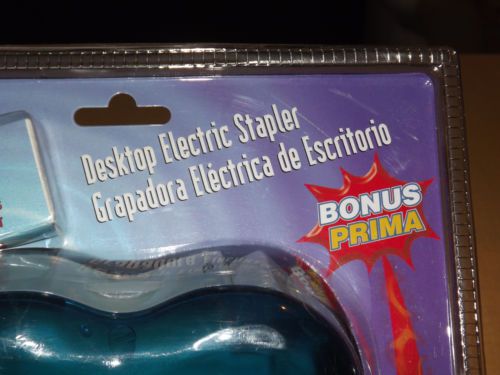 Desktop Electric Stapler
Grapadora Eléctrica de Escritorio
BONUS
PRIMA